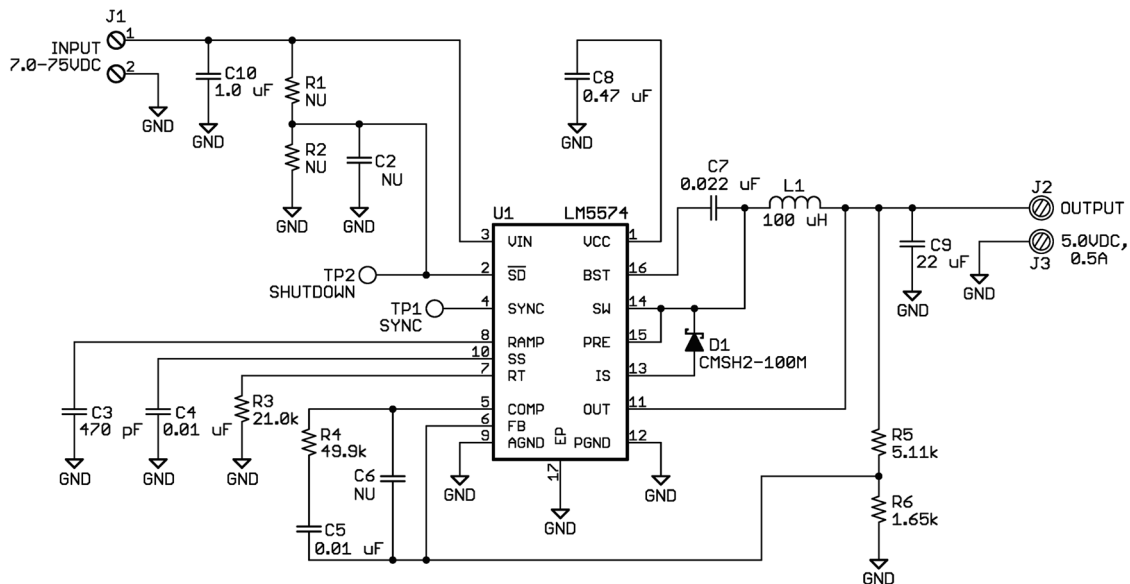 J1
1
INPUT
7.0-75VDC
2
GND
C10
1.0 uF
GND
R1
NU
R2
NU
GND
C2
NU
GND
C8
0.47 uF
GND
C7
0.022 uF
L1
100 uH
J2
OUTPUT
C9
22 uF
GND
5.0VDC,
0.5A
J3
GND
U1
LM5574
3
VIN
VCC
1
TP2
SHUTDOWN
2
SD
BST
16
TP1
SYNC
4
SYNC
SW
14
8
RAMP
PRE
15
D1
CMSH2-100M
10
SS
7
RT
IS
13
5
COMP
OUT
11
6
FB
9
AGND
EP
PGND
12
17
GND
GND
GND
C3
470 pF
GND
C4
0.01 uF
GND
R3
21.0k
GND
R4
49.9k
C6
NU
C5
0.01 uF
R5
5.11k
R6
1.65k
GND